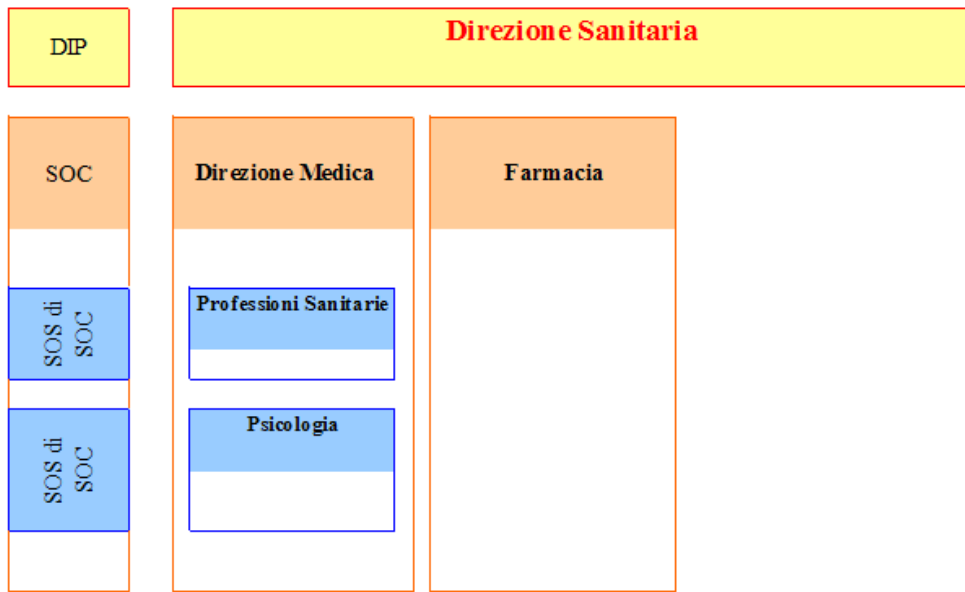 DIP
Direzione Sanitaria
SOC
Direzione Medica
Farmacia
SOS di
SOC
Professioni Sanitarie
SOS di
SOC
Psicologia